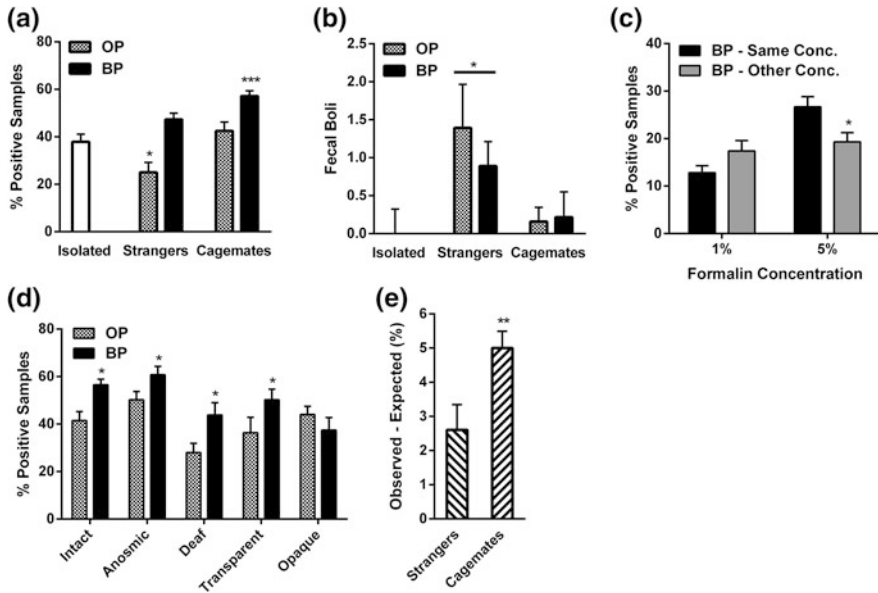 (a)
OP
BP
% Positive Samples
80
60
40
20
0
*
***
Isolated
Strangers
Cagemates
(b)
OP
BP
Fecal Boli
2.5
2.0
1.5
1.0
0.5
0.0
*
Isolated
Strangers
Cagemates
(c)
BP - Same Conc.
BP - Other Conc.
% Positive Samples
40
30
20
10
0
*
1%
5%
Formalin Concentration
(d)
OP
BP
% Positive Samples
80
60
40
20
0
*
*
*
*
Intact
Anosmic
Deaf
Transparent
Opaque
(e)
Observed - Expected (%)
6
5
4
3
2
1
0
**
Strangers
Cagemates